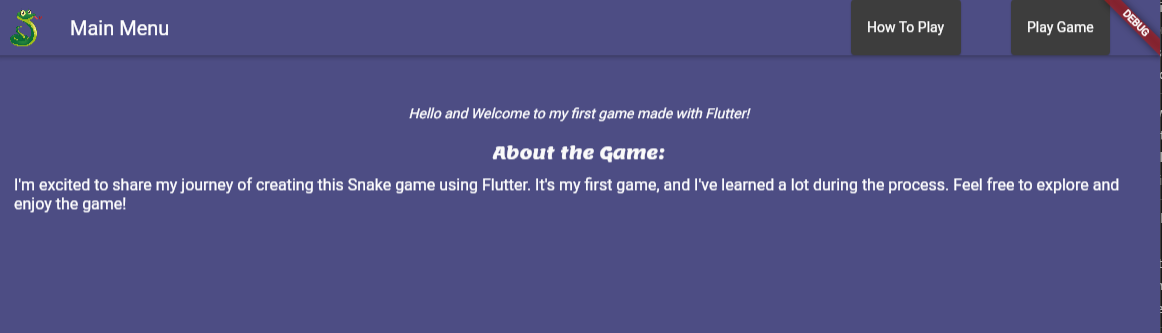 Main Menu
How To Play
Play Game
DEBUG
Hello and Welcome to my first game made with Flutter!
About the Game:
I'm excited to share my journey of creating this Snake game using Flutter. It's my first game, and I've learned a lot during the process. Feel free to explore and
enjoy the game!